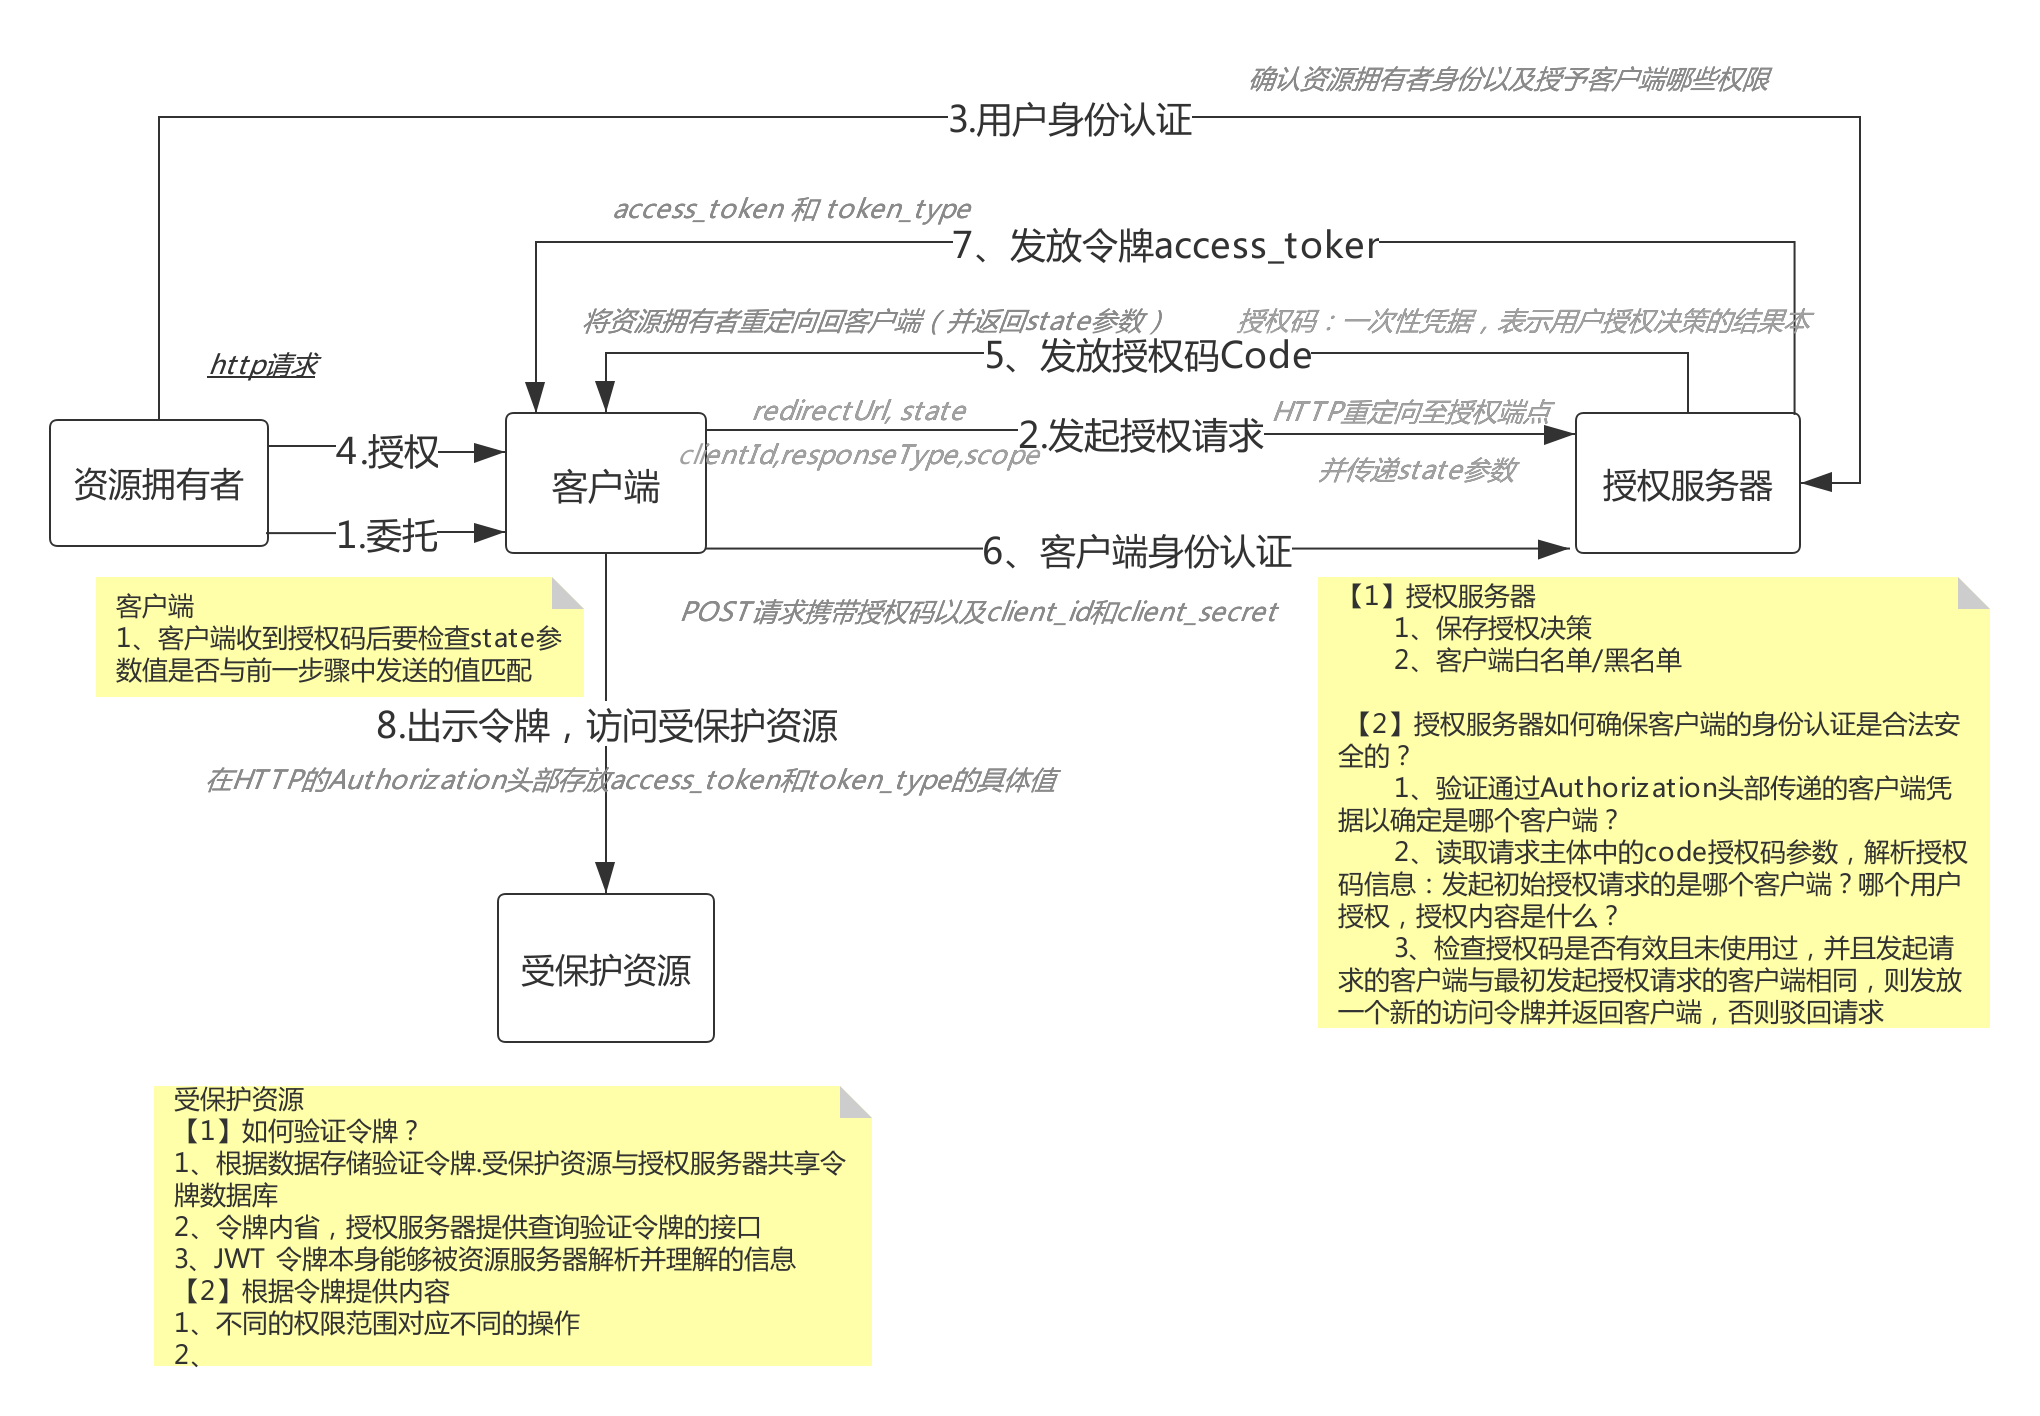 确认资源拥有者身份以及授予客户端哪些权限
3.用户身份认证
access_token 和 token_type
7、发放令牌access_toker
将资源拥有者重定向回客户端（并返回state参数）
授权码：一次性凭据，表示用户授权决策的结果本
5、发放授权码Code
http请求
redirectUrl, state
HTTP重定向至授权端点
2.发起授权请求
4.授权
clientId,responseType,scope
并传递state参数
资源拥有者
客户端
授权服务器
1.委托
6、客户端身份认证
POST请求携带授权码以及client_id和client_secret
客户端
1、客户端收到授权码后要检查state参
数值是否与前一步骤中发送的值匹配
【1】授权服务器
1、保存授权决策
2、客户端白名单/黑名单
【2】授权服务器如何确保客户端的身份认证是合法安
全的？
1、验证通过Authorization头部传递的客户端凭
据以确定是哪个客户端？
2、读取请求主体中的code授权码参数，解析授权
码信息：发起初始授权请求的是哪个客户端？哪个用户
授权，授权内容是什么？
3、检查授权码是否有效且未使用过，并且发起请
求的客户端与最初发起授权请求的客户端相同，则发放
一个新的访问令牌并返回客户端，否则驳回请求
8.出示令牌，访问受保护资源
在HTTP的Authorization头部存放access_token和token_type的具体值
受保护资源
受保护资源
【1】如何验证令牌？
1、根据数据存储验证令牌.受保护资源与授权服务器共享令
牌数据库
2、令牌内省，授权服务器提供查询验证令牌的接口
3、JWT 令牌本身能够被资源服务器解析并理解的信息
【2】根据令牌提供内容
1、不同的权限范围对应不同的操作
2、